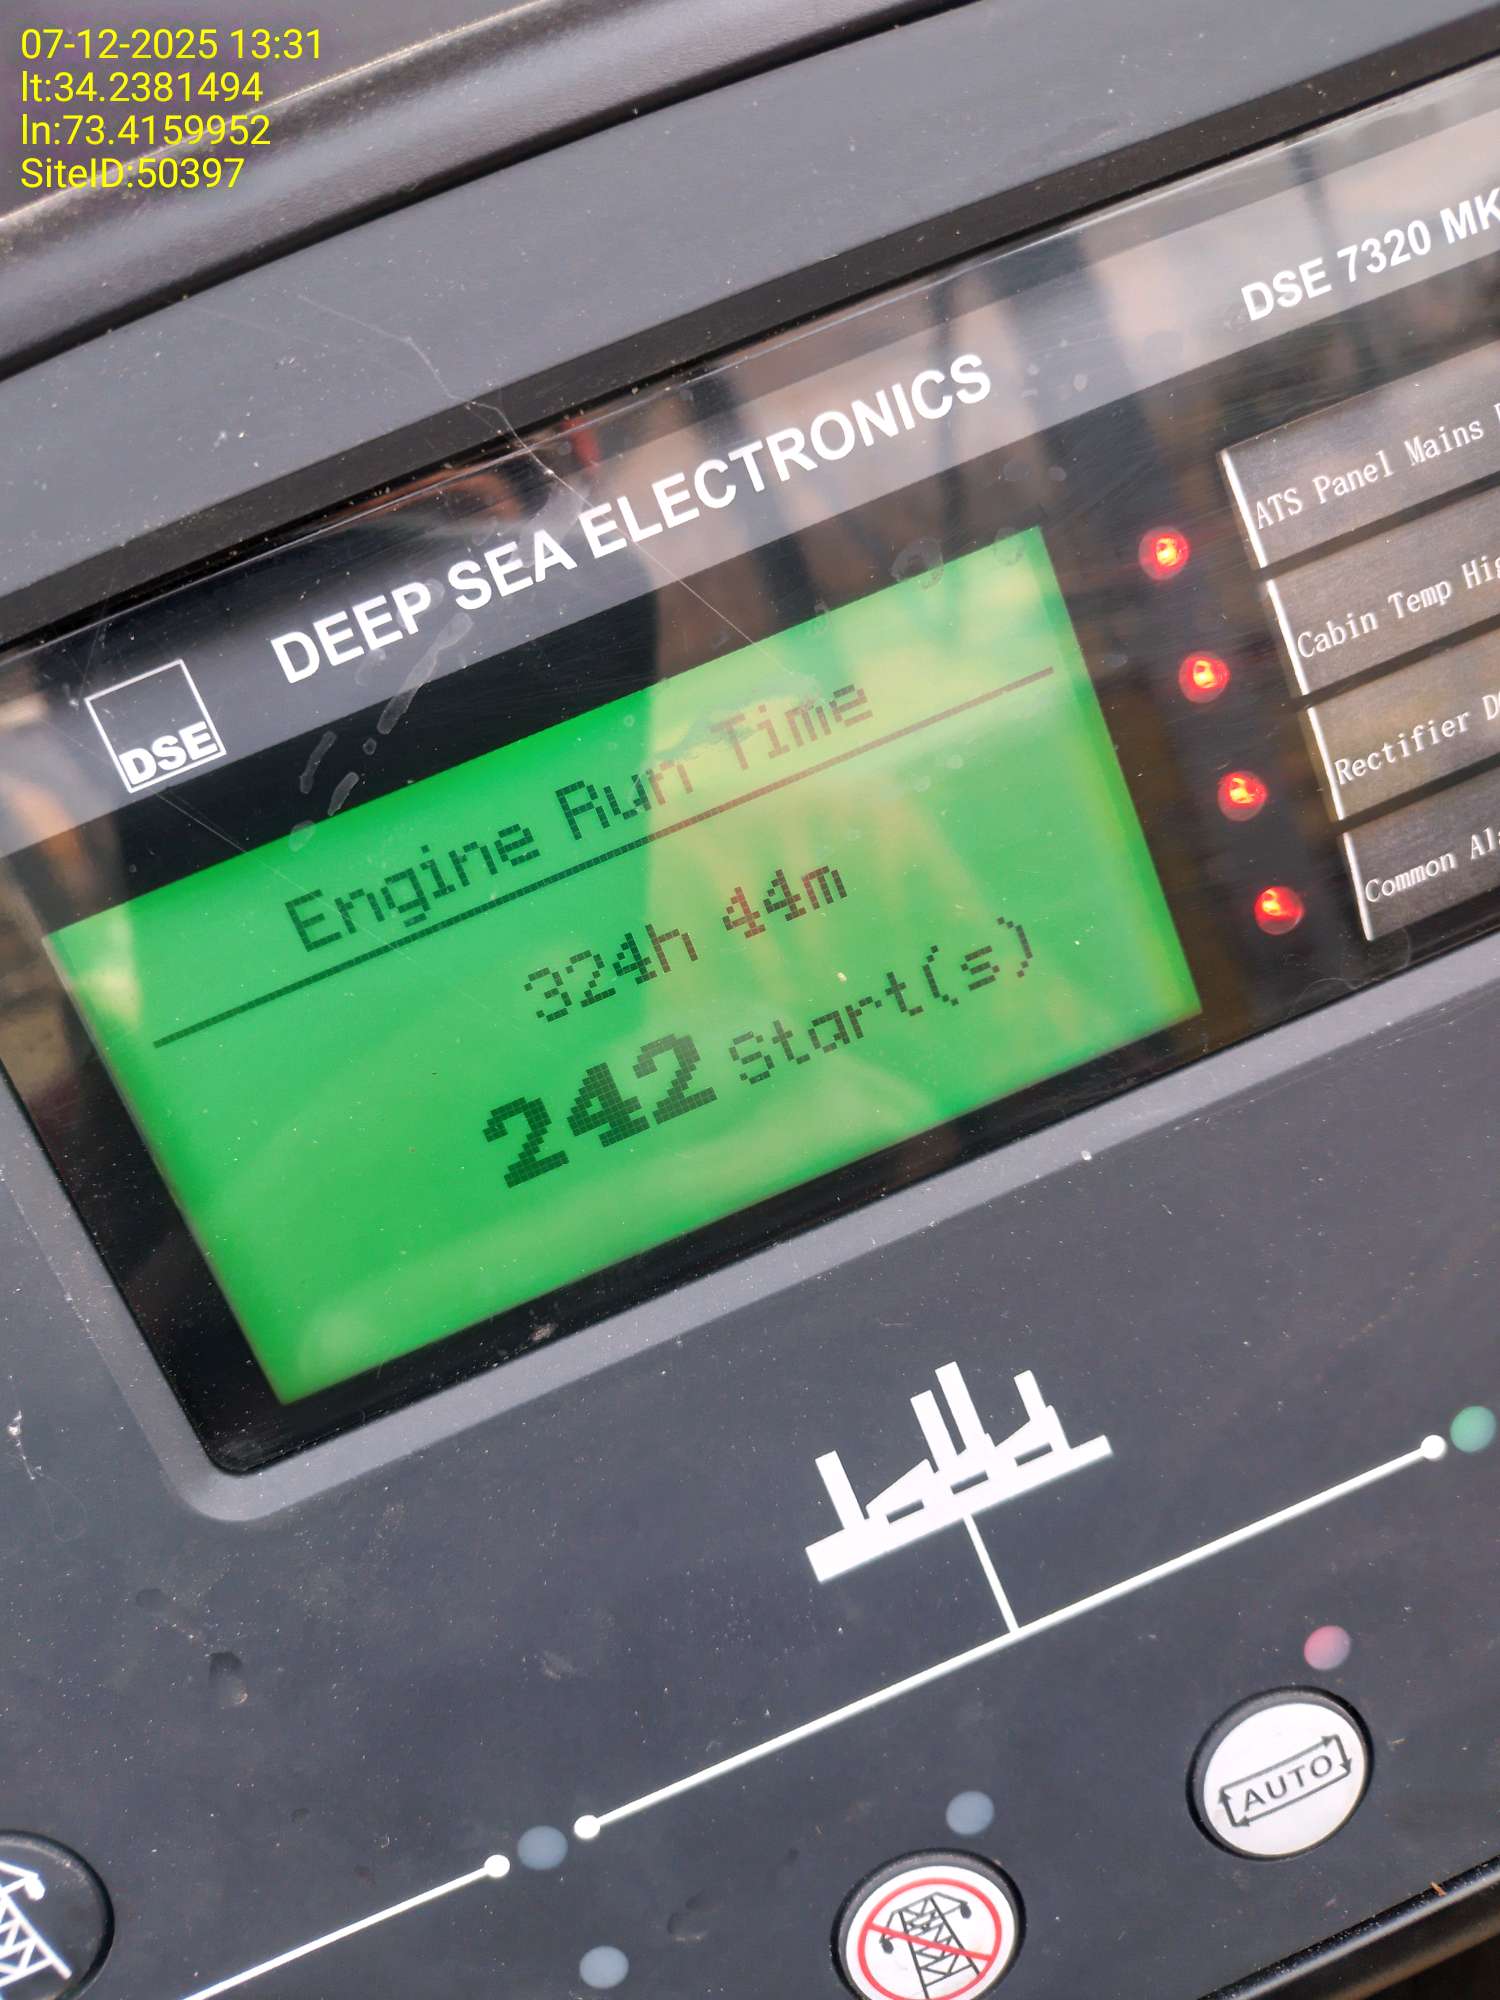 07-12-2025 13:31
lt:34.2381494
ln:73.4159952
SiteID:50397
DSE
DEEP SEA ELECTRONICS
DSE 7320 MK
Engine Run Time
324h 44m
242 Start(s)
ATS Panel Mains
Cabin Temp
Rectifier
Common
AUTO